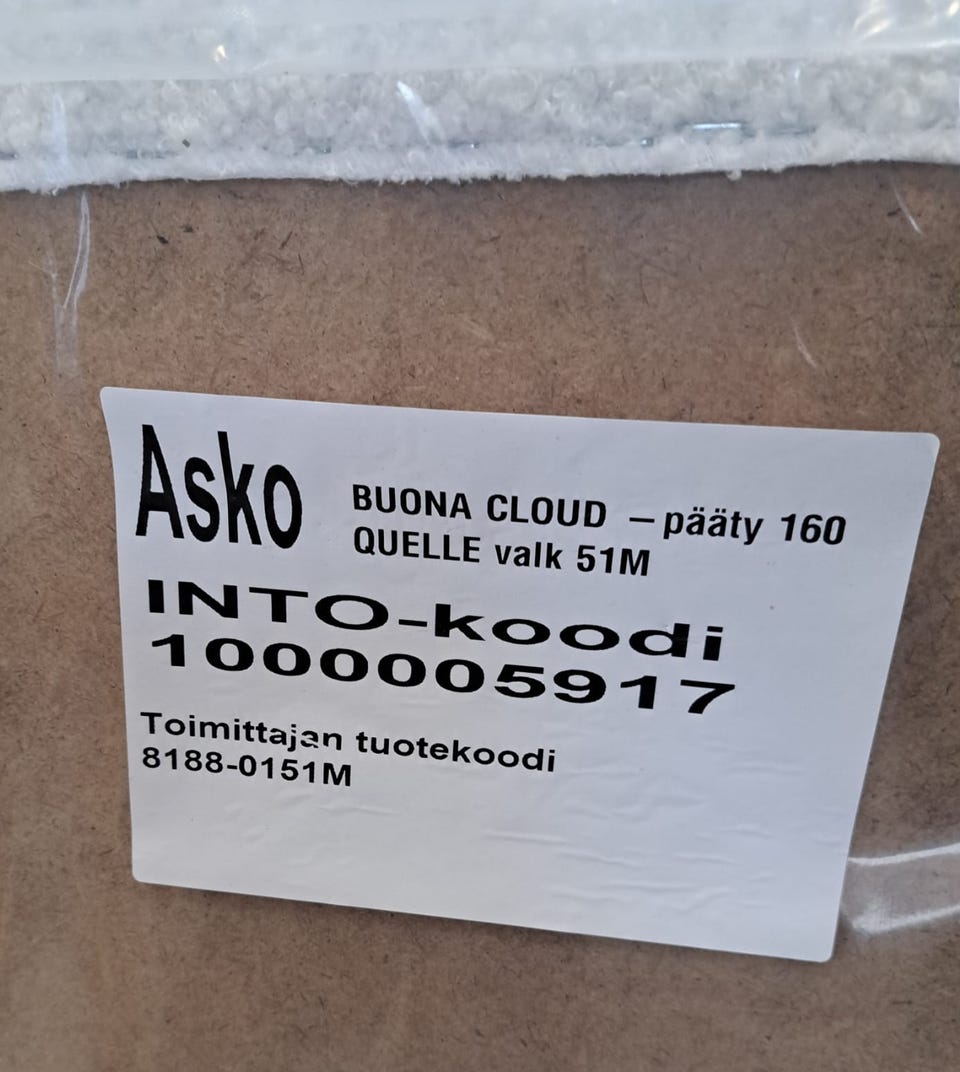 Asko
BUONA CLOUD – pääty 160
QUELLE valk 51M
INTO-koodi
1000005917
Toimittajan tuotekoodi
8188-0151M